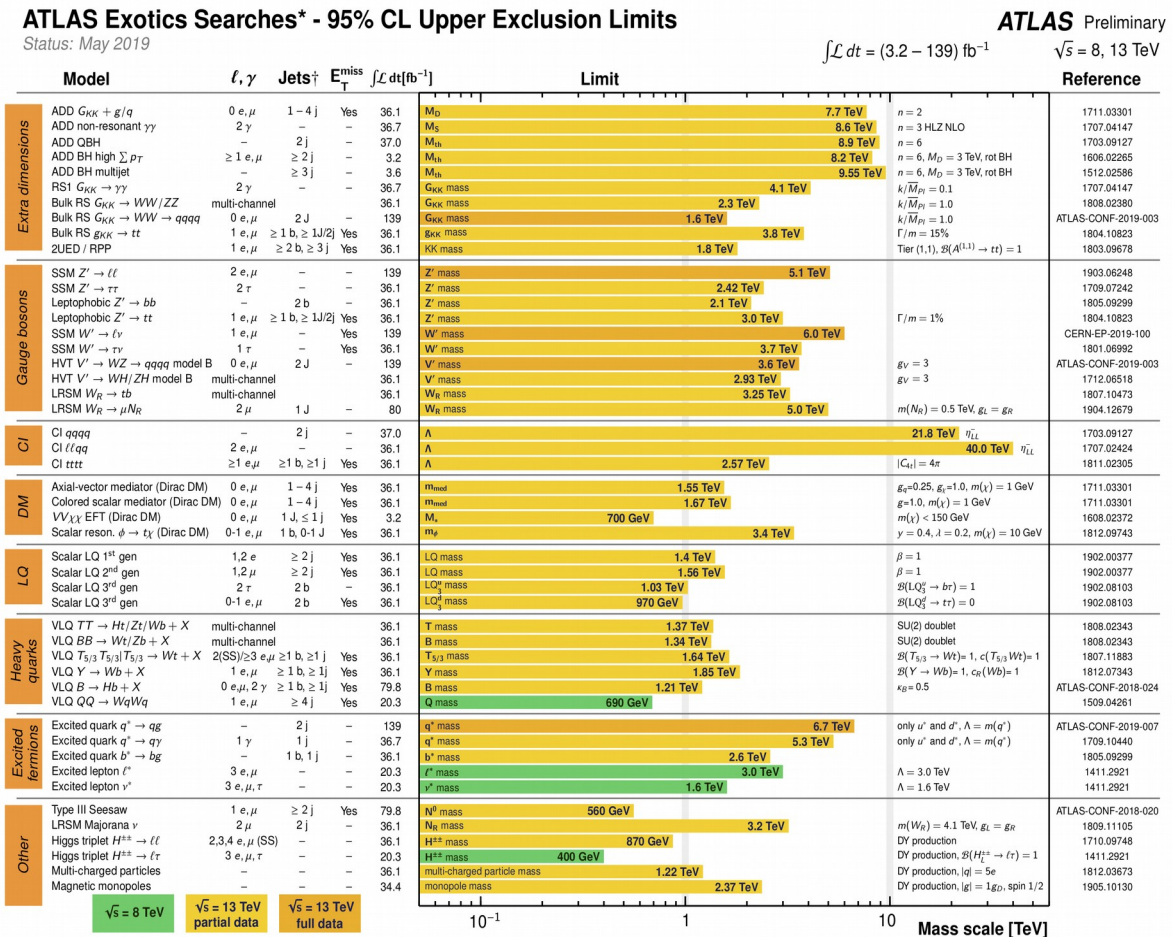 ATLAS Exotics Searches* - 95% CL Upper Exclusion Limits
ATLAS Preliminary
Status: May 2019
∫ℒ dt = (3.2 – 139) fb⁻¹
√s = 8, 13 TeV
Model ℓ, γ Jets† E_T^miss ∫ℒ dt[fb⁻¹] Limit Reference
Extra dimensions
ADD G_KK + g/q 0 e, μ 1 – 4 j Yes 36.1 M_D 7.7 TeV n = 2 1711.03301
ADD non-resonant γγ 2 γ – – 36.7 M_S 8.6 TeV n = 3 HLZ NLO 1707.04147
ADD QBH – 2 j – 37.0 M_th 8.9 TeV n = 6 1703.09127
ADD BH high ∑ p_T ≥ 1 e, μ ≥ 2 j – 3.2 M_th 8.2 TeV n = 6, M_D = 3 TeV, rot BH 1606.02265
ADD BH multijet – ≥ 3 j – 3.6 M_th 9.55 TeV n = 6, M_D = 3 TeV, rot BH 1512.02586
RS1 G_KK → γγ 2 γ – – 36.7 G_KK mass 4.1 TeV k/M̅_Pl = 0.1 1707.04147
Bulk RS G_KK → WW/ZZ multi-channel 36.1 G_KK mass 2.3 TeV k/M̅_Pl = 1.0 1808.02380
Bulk RS G_KK → WW → qqqq 0 e, μ 2 J – 139 G_KK mass 1.6 TeV k/M̅_Pl = 1.0 ATLAS-CONF-2019-003
Bulk RS g_KK → tt 1 e, μ ≥ 1 b, ≥ 1J/2j Yes 36.1 g_KK mass 3.8 TeV Γ/m = 15% 1804.10823
2UED / RPP 1 e, μ ≥ 2 b, ≥ 3 j Yes 36.1 KK mass 1.8 TeV Tier (1,1), ℬ(A^(1,1) → tt) = 1 1803.09678
Gauge bosons
SSM Z′ → ℓℓ 2 e, μ – – 139 Z′ mass 5.1 TeV 1903.06248
SSM Z′ → ττ 2 τ – – 36.1 Z′ mass 2.42 TeV 1709.07242
Leptophobic Z′ → bb – 2 b – 36.1 Z′ mass 2.1 TeV 1805.09299
Leptophobic Z′ → tt 1 e, μ ≥ 1 b, ≥ 1J/2j Yes 36.1 Z′ mass 3.0 TeV Γ/m = 1% 1804.10823
SSM W′ → ℓν 1 e, μ – Yes 139 W′ mass 6.0 TeV CERN-EP-2019-100
SSM W′ → τν 1 τ – Yes 36.1 W′ mass 3.7 TeV 1801.06992
HVT V′ → WZ → qqqq model B 0 e, μ 2 J – 139 V′ mass 3.6 TeV g_V = 3 ATLAS-CONF-2019-003
HVT V′ → WH/ZH model B multi-channel 36.1 V′ mass 2.93 TeV g_V = 3 1712.06518
LRSM W_R → tb multi-channel 36.1 W_R mass 3.25 TeV 1807.10473
LRSM W_R → μN_R 2 μ 1 J – 80 W_R mass 5.0 TeV m(N_R) = 0.5 TeV, g_L = g_R 1904.12679
CI
CI qqqq – 2 j – 37.0 Λ 21.8 TeV η⁻_LL 1703.09127
CI ℓℓqq 2 e, μ – – 36.1 Λ 40.0 TeV η⁻_LL 1707.02424
CI tttt ≥1 e,μ ≥1 b, ≥1 j Yes 36.1 Λ 2.57 TeV |C_4t| = 4π 1811.02305
DM
Axial-vector mediator (Dirac DM) 0 e, μ 1 – 4 j Yes 36.1 m_med 1.55 TeV g_q=0.25, g_χ=1.0, m(χ) = 1 GeV 1711.03301
Colored scalar mediator (Dirac DM) 0 e, μ 1 – 4 j Yes 36.1 m_med 1.67 TeV g=1.0, m(χ) = 1 GeV 1711.03301
VVχχ EFT (Dirac DM) 0 e, μ 1 J, ≤ 1 j Yes 3.2 M_* 700 GeV m(χ) < 150 GeV 1608.02372
Scalar reson. ϕ → tχ (Dirac DM) 0-1 e, μ 1 b, 0-1 J Yes 36.1 m_ϕ 3.4 TeV y = 0.4, λ = 0.2, m(χ) = 10 GeV 1812.09743
LQ
Scalar LQ 1st gen 1,2 e ≥ 2 j Yes 36.1 LQ mass 1.4 TeV β = 1 1902.00377
Scalar LQ 2nd gen 1,2 μ ≥ 2 j Yes 36.1 LQ mass 1.56 TeV β = 1 1902.00377
Scalar LQ 3rd gen 2 τ 2 b – 36.1 LQ₃ᵘ mass 1.03 TeV ℬ(LQ₃ᵘ → bτ) = 1 1902.08103
Scalar LQ 3rd gen 0-1 e, μ 2 b Yes 36.1 LQ₃ᵈ mass 970 GeV ℬ(LQ₃ᵈ → tτ) = 0 1902.08103
Heavy quarks
VLQ TT → Ht/Zt/Wb + X multi-channel 36.1 T mass 1.37 TeV SU(2) doublet 1808.02343
VLQ BB → Wt/Zb + X multi-channel 36.1 B mass 1.34 TeV SU(2) doublet 1808.02343
VLQ T_5/3 T_5/3|T_5/3 → Wt + X 2(SS)/≥3 e,μ ≥1 b, ≥1 j Yes 36.1 T_5/3 mass 1.64 TeV ℬ(T_5/3 → Wt)= 1, c(T_5/3 Wt)= 1 1807.11883
VLQ Y → Wb + X 1 e, μ ≥ 1 b, ≥ 1j Yes 36.1 Y mass 1.85 TeV ℬ(Y → Wb)= 1, c_R(Wb)= 1 1812.07343
VLQ B → Hb + X 0 e,μ, 2 γ ≥ 1 b, ≥ 1j Yes 79.8 B mass 1.21 TeV κ_B= 0.5 ATLAS-CONF-2018-024
VLQ QQ → WqWq 1 e, μ ≥ 4 j Yes 20.3 Q mass 690 GeV 1509.04261
Excited fermions
Excited quark q* → qg – 2 j – 139 q* mass 6.7 TeV only u* and d*, Λ = m(q*) ATLAS-CONF-2019-007
Excited quark q* → qγ 1 γ 1 j – 36.7 q* mass 5.3 TeV only u* and d*, Λ = m(q*) 1709.10440
Excited quark b* → bg – 1 b, 1 j – 36.1 b* mass 2.6 TeV 1805.09299
Excited lepton ℓ* 3 e, μ – – 20.3 ℓ* mass 3.0 TeV Λ = 3.0 TeV 1411.2921
Excited lepton ν* 3 e, μ, τ – – 20.3 ν* mass 1.6 TeV Λ = 1.6 TeV 1411.2921
Other
Type III Seesaw 1 e, μ ≥ 2 j Yes 79.8 N⁰ mass 560 GeV ATLAS-CONF-2018-020
LRSM Majorana ν 2 μ 2 j – 36.1 N_R mass 3.2 TeV m(W_R) = 4.1 TeV, g_L = g_R 1809.11105
Higgs triplet H^±± → ℓℓ 2,3,4 e, μ (SS) – – 36.1 H^±± mass 870 GeV DY production 1710.09748
Higgs triplet H^±± → ℓτ 3 e, μ, τ – – 20.3 H^±± mass 400 GeV DY production, ℬ(H_L^±± → ℓτ) = 1 1411.2921
Multi-charged particles – – – 36.1 multi-charged particle mass 1.22 TeV DY production, |q| = 5e 1812.03673
Magnetic monopoles – – – 34.4 monopole mass 2.37 TeV DY production, |g| = 1g_D, spin 1/2 1905.10130
√s = 8 TeV
√s = 13 TeV partial data
√s = 13 TeV full data
10⁻¹ 1 10
Mass scale [TeV]